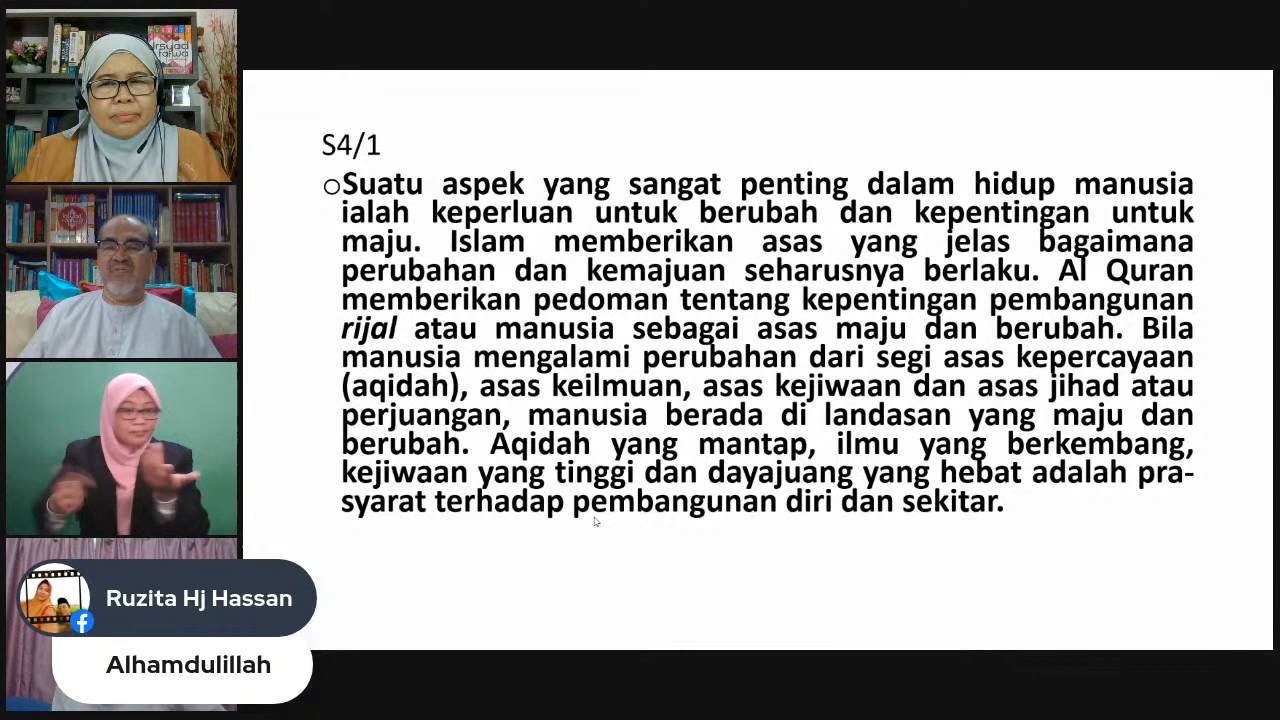 S4/1
oSuatu aspek yang sangat penting dalam hidup manusia
ialah keperluan untuk berubah dan kepentingan untuk
maju. Islam memberikan asas yang jelas bagaimana
perubahan dan kemajuan seharusnya berlaku. Al Quran
memberikan pedoman tentang kepentingan pembangunan
rijal atau manusia sebagai asas maju dan berubah. Bila
manusia mengalami perubahan dari segi asas kepercayaan
(aqidah), asas keilmuan, asas kejiwaan dan asas jihad atau
perjuangan, manusia berada di landasan yang maju dan
berubah. Aqidah yang mantap, ilmu yang berkembang,
kejiwaan yang tinggi dan dayajuang yang hebat adalah pra-
syarat terhadap pembangunan diri dan sekitar.
Ruzita Hj Hassan
Alhamdulillah